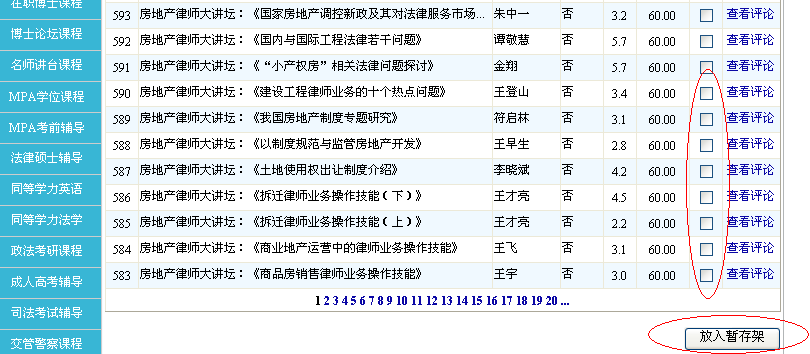 在职博士课程
博士论坛课程
名师讲台课程
MPA学位课程
MPA考前辅导
法律硕士辅导
同等学力英语
同等学力法学
政法考研课程
成人高考辅导
司法考试辅导
交管警察课程
593 房地产律师大讲坛：《国家房地产调控新政及其对法律服务市场... 朱中一 否 3.2 60.00 查看评论
592 房地产律师大讲坛：《国内与国际工程法律若干问题》 谭敬慧 否 5.7 60.00 查看评论
591 房地产律师大讲坛：《“小产权房”相关法律问题探讨》 金翔 否 5.7 60.00 查看评论
590 房地产律师大讲坛：《建设工程律师业务的十个热点问题》 王登山 否 3.4 60.00 查看评论
589 房地产律师大讲坛：《我国房地产制度专题研究》 符启林 否 3.1 60.00 查看评论
588 房地产律师大讲坛：《以制度规范与监管房地产开发》 王早生 否 2.8 60.00 查看评论
587 房地产律师大讲坛：《土地使用权出让制度介绍》 李晓斌 否 4.2 60.00 查看评论
586 房地产律师大讲坛：《拆迁律师业务操作技能（下）》 王才亮 否 4.5 60.00 查看评论
585 房地产律师大讲坛：《拆迁律师业务操作技能（上）》 王才亮 否 2.2 60.00 查看评论
584 房地产律师大讲坛：《商业地产运营中的律师业务操作技能》 王飞 否 3.1 60.00 查看评论
583 房地产律师大讲坛：《商品房销售律师业务操作技能》 王宇 否 3.0 60.00 查看评论
1 2 3 4 5 6 7 8 9 10 11 12 13 14 15 16 17 18 19 20 ...
放入暂存架